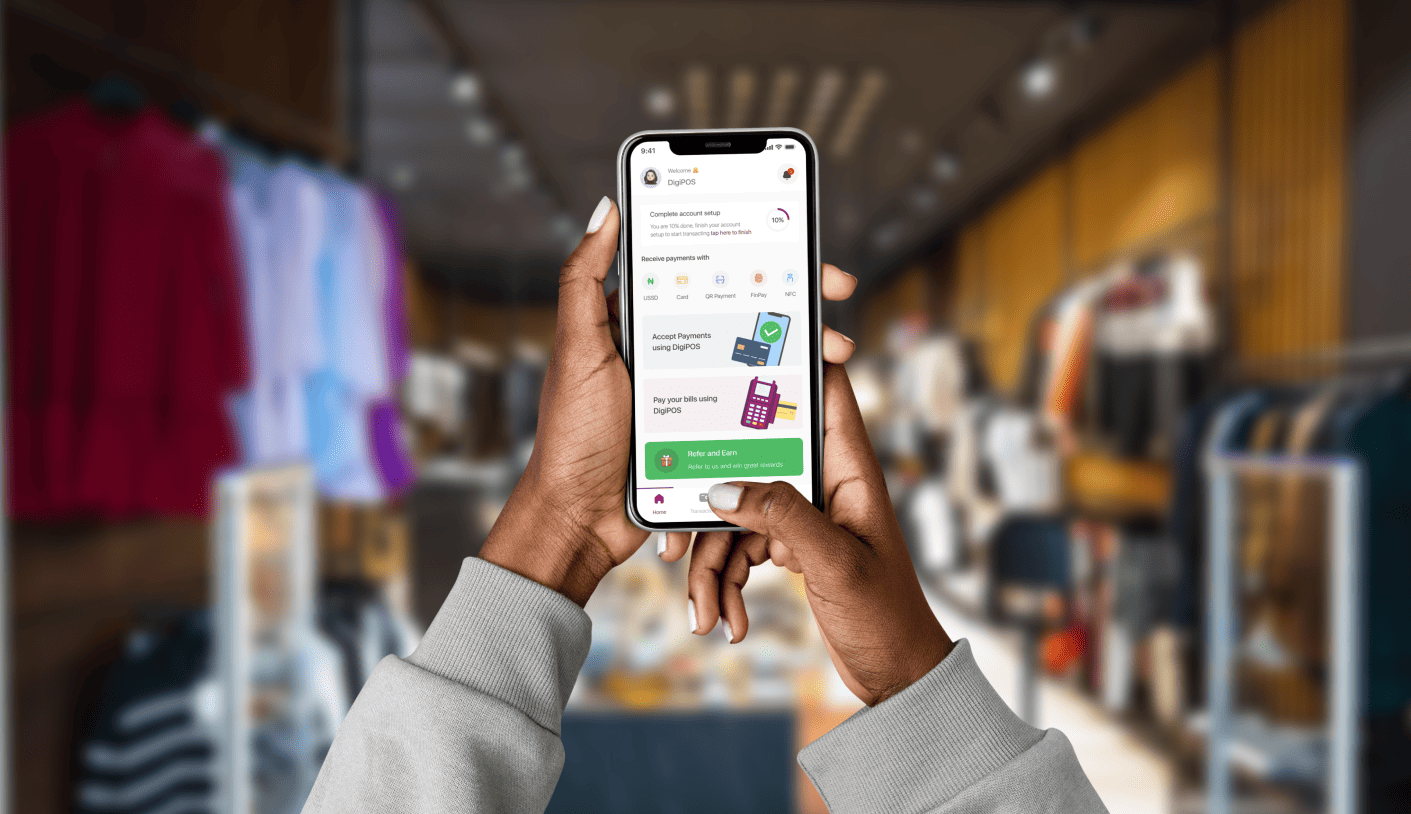 9:41
Welcome
DigiPOS
Complete account setup
10%
You are 10% done, finish your account
setup to start transacting tap here to finish
Receive payments with
USSD
Card
QR Payment
FinPay
NFC
Accept Payments
using DigiPOS
Pay your bills using
DigiPOS
Refer and Earn
Refer to us and win great rewards
Home